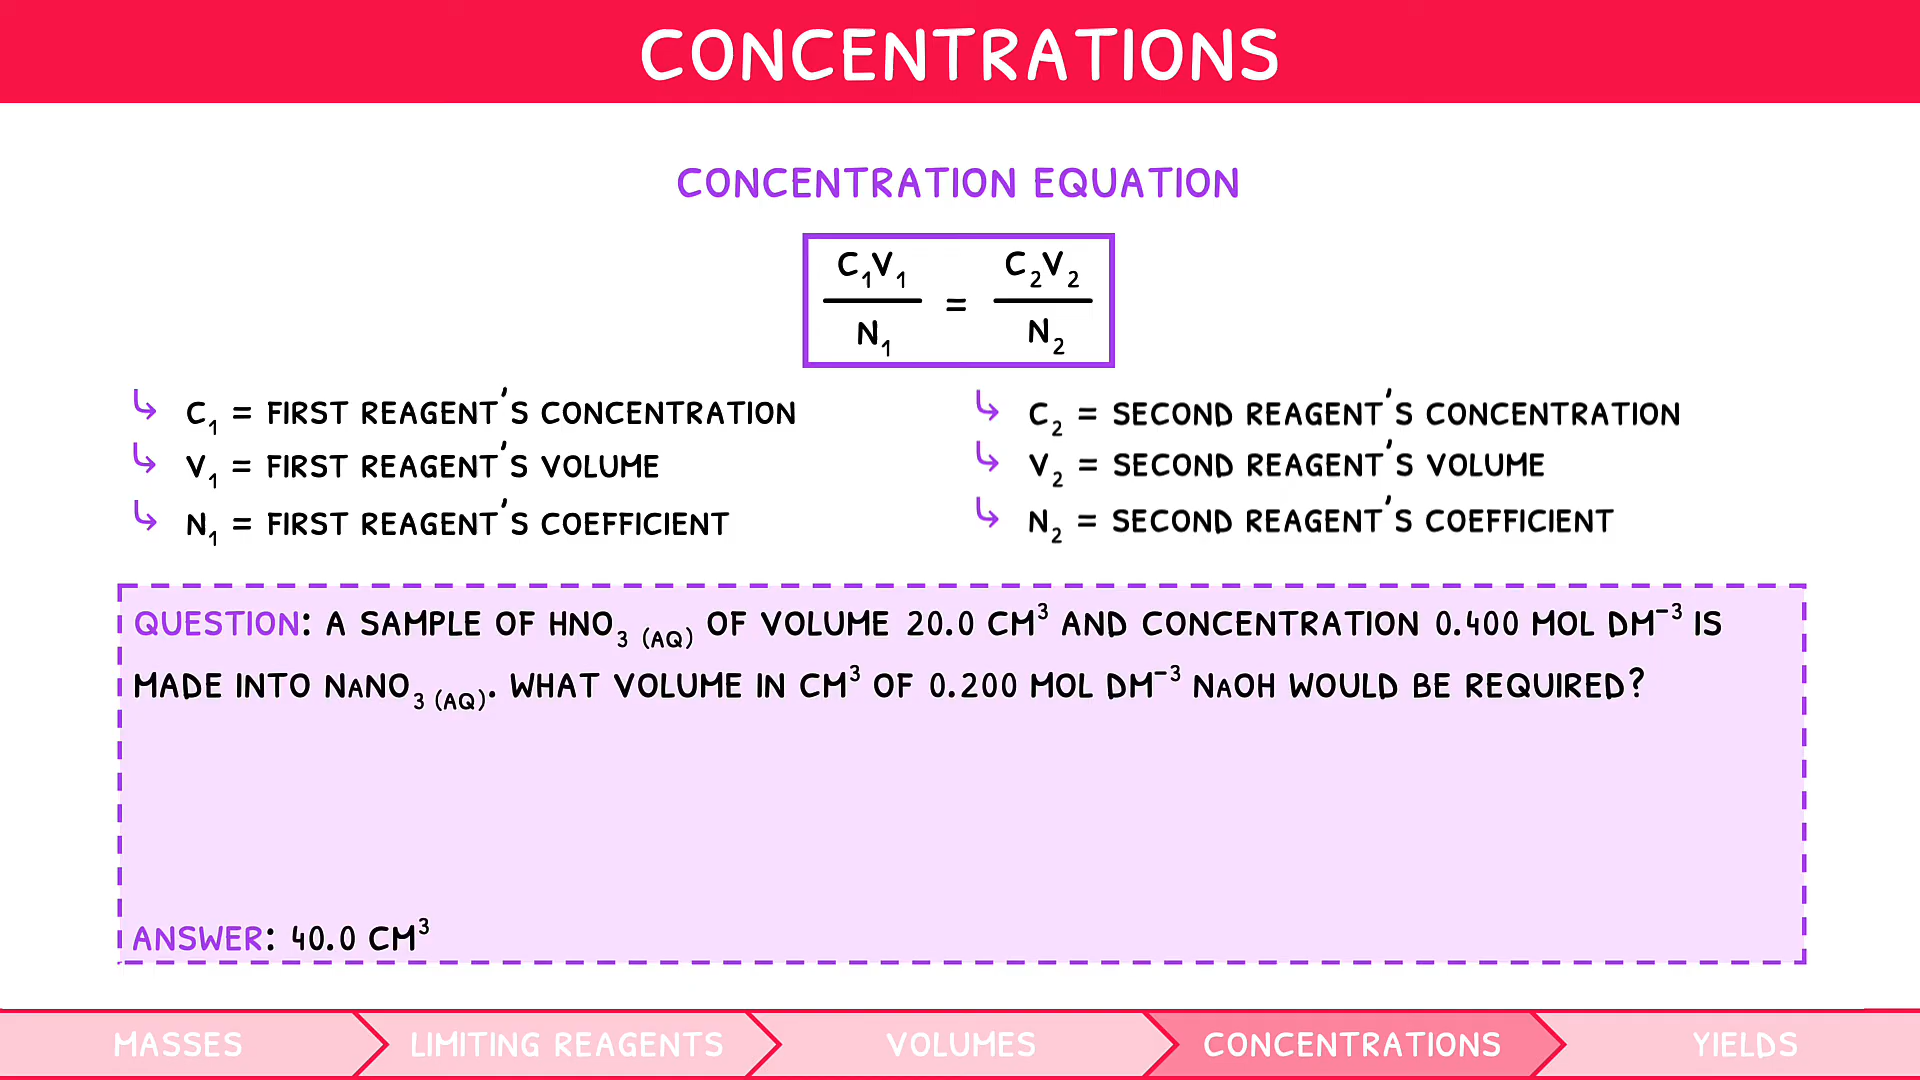 CONCENTRATIONS
CONCENTRATION EQUATION
C₁V₁ / N₁ = C₂V₂ / N₂
↳ C₁ = FIRST REAGENT'S CONCENTRATION
↳ V₁ = FIRST REAGENT'S VOLUME
↳ N₁ = FIRST REAGENT'S COEFFICIENT
↳ C₂ = SECOND REAGENT'S CONCENTRATION
↳ V₂ = SECOND REAGENT'S VOLUME
↳ N₂ = SECOND REAGENT'S COEFFICIENT
QUESTION: A SAMPLE OF HNO₃ (AQ) OF VOLUME 20.0 CM³ AND CONCENTRATION 0.400 MOL DM⁻³ IS
MADE INTO NANO₃ (AQ). WHAT VOLUME IN CM³ OF 0.200 MOL DM⁻³ NAOH WOULD BE REQUIRED?
ANSWER: 40.0 CM³
MASSES
LIMITING REAGENTS
VOLUMES
CONCENTRATIONS
YIELDS